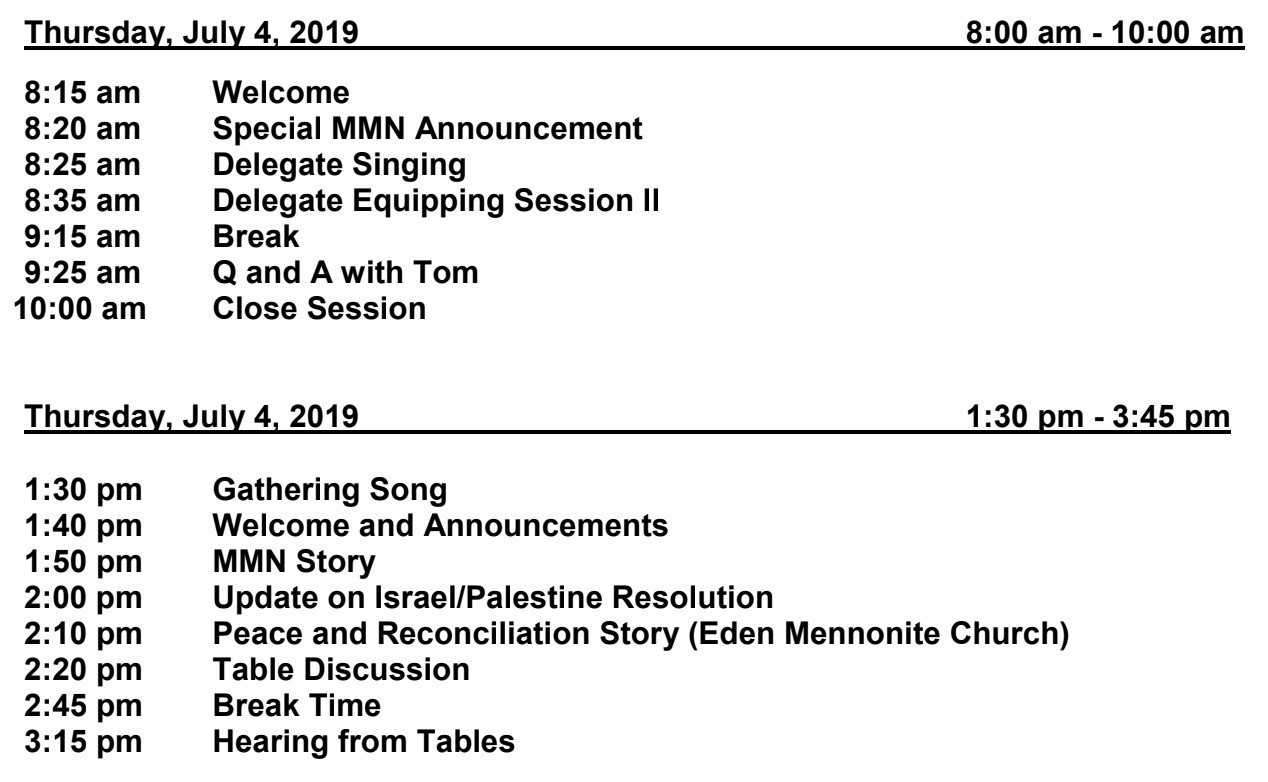 Thursday, July 4, 2019 8:00 am - 10:00 am
8:15 am Welcome
8:20 am Special MMN Announcement
8:25 am Delegate Singing
8:35 am Delegate Equipping Session II
9:15 am Break
9:25 am Q and A with Tom
10:00 am Close Session
Thursday, July 4, 2019 1:30 pm - 3:45 pm
1:30 pm Gathering Song
1:40 pm Welcome and Announcements
1:50 pm MMN Story
2:00 pm Update on Israel/Palestine Resolution
2:10 pm Peace and Reconciliation Story (Eden Mennonite Church)
2:20 pm Table Discussion
2:45 pm Break Time
3:15 pm Hearing from Tables